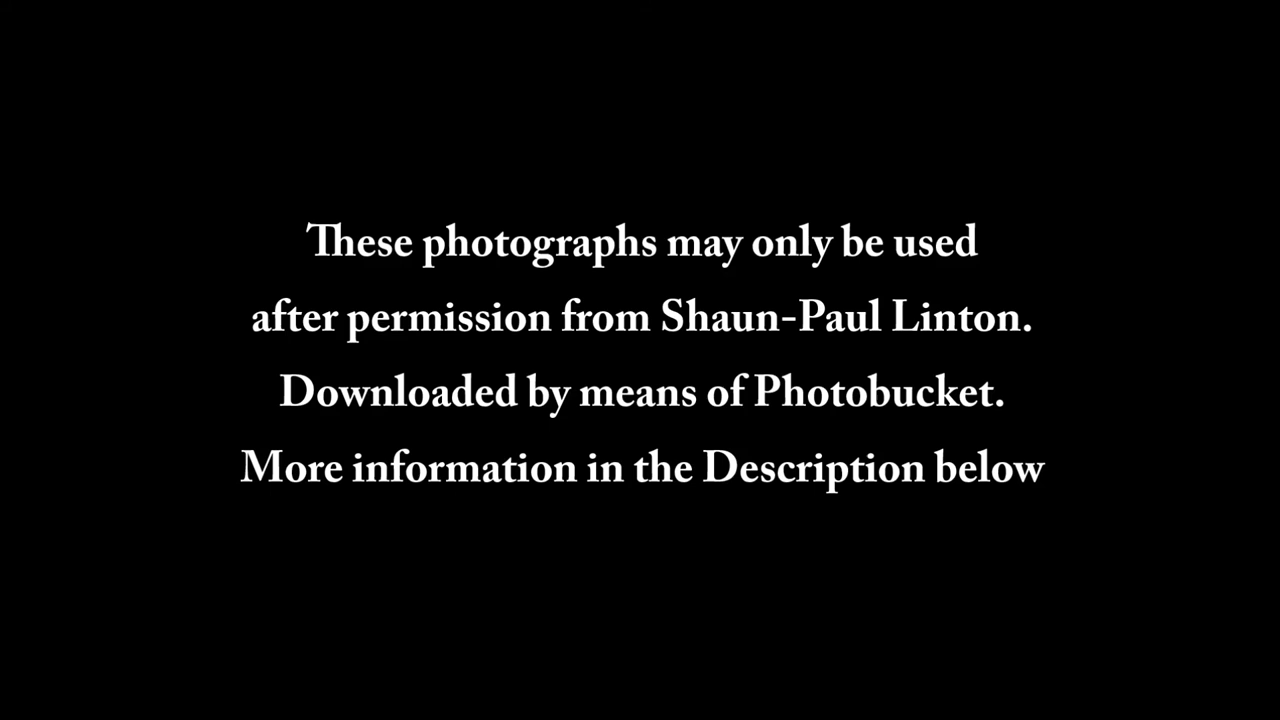 These photographs may only be used
after permission from Shaun-Paul Linton.
Downloaded by means of Photobucket.
More information in the Description below